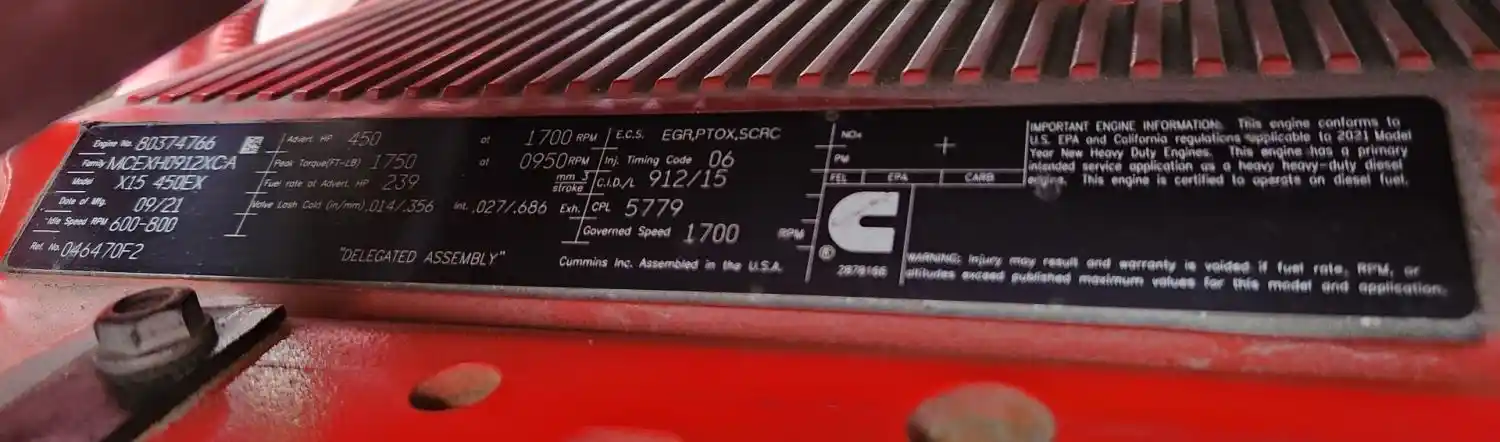 Engine No. 80374766
Family MCEXH0912XCA
Model X15 450EX
Date of Mfg. 09/21
Idle Speed RPM 600-800
Ref. No. 046470F2
Advert. HP 450 at 1700 RPM
Peak Torque(FT-LB) 1750 at 0950 RPM
Fuel rate at Advert. HP 239 mm 3 stroke
Valve Lash Cold (in/mm) .014/.356 Int. .027/.686 Exh.
"DELEGATED ASSEMBLY"
E.C.S. EGR,PTOX,SCRC
Inj. Timing Code 06
C.I.D./L 912/15
CPL 5779
Governed Speed 1700 RPM
Cummins Inc. Assembled in the U.S.A.
NOx
PM
FEL EPA CARB
®
2878166
IMPORTANT ENGINE INFORMATION: This engine conforms to
U.S. EPA and California regulations applicable to 2021 Model
Year New Heavy Duty Engines. This engine has a primary
intended service application as a heavy heavy-duty diesel
engine. This engine is certified to operate on diesel fuel.
WARNING: Injury may result and warranty is voided if fuel rate, RPM, or
altitudes exceed published maximum values for this model and application.